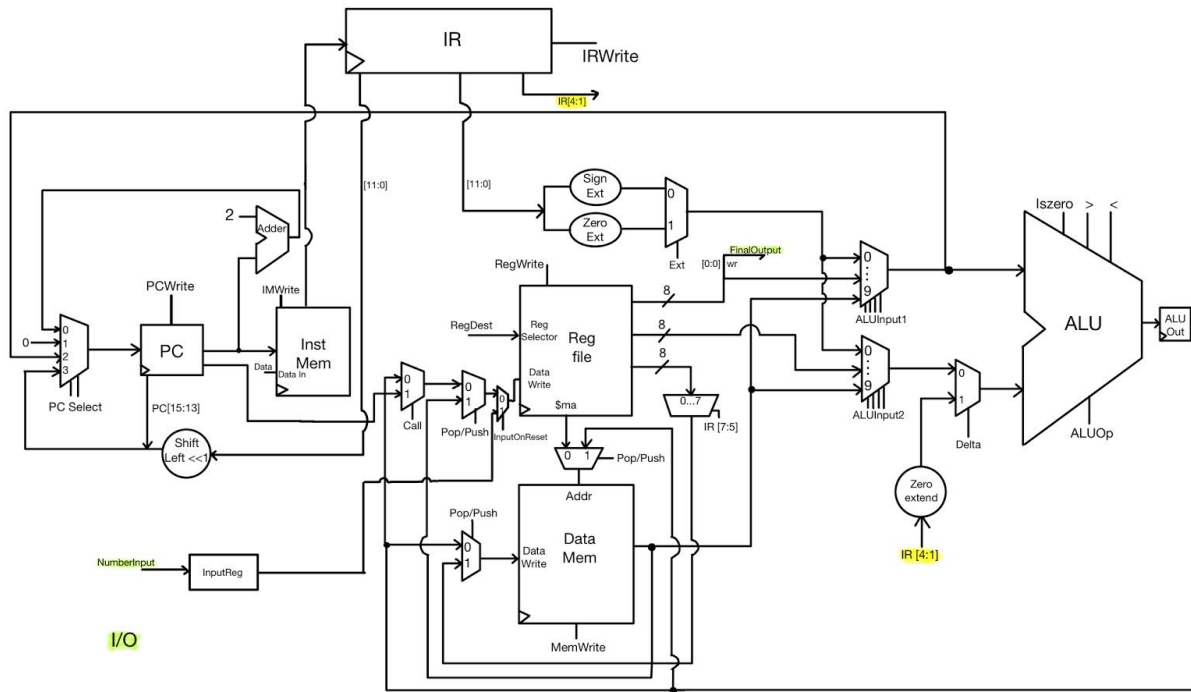 IR
IRWrite
IR[4:1]
[11:0]
[11:0]
Sign
Ext
Zero
Ext
0
1
Ext
2
Adder
PCWrite
IMWrite
0
1
2
3
0
PC Select
PC
Inst
Mem
Data
Data In
PC[15:13]
Shift
Left <<1
RegWrite
RegDest
Reg
Selector
Reg
file
Data
Write
$ma
8
8
8
[0:0]
wr
FinalOutput
0...7
IR [7:5]
0
1
Call
0
1
Pop/Push
0
1
InputOnReset
0 1
Pop/Push
Addr
Data
Write
Data
Mem
MemWrite
Pop/Push
0
1
NumberInput
InputReg
I/O
0
⋮
9
ALUInput1
0
⋮
9
ALUInput2
0
1
Delta
Zero
extend
IR [4:1]
Iszero
>
<
ALU
ALUOp
ALU
Out